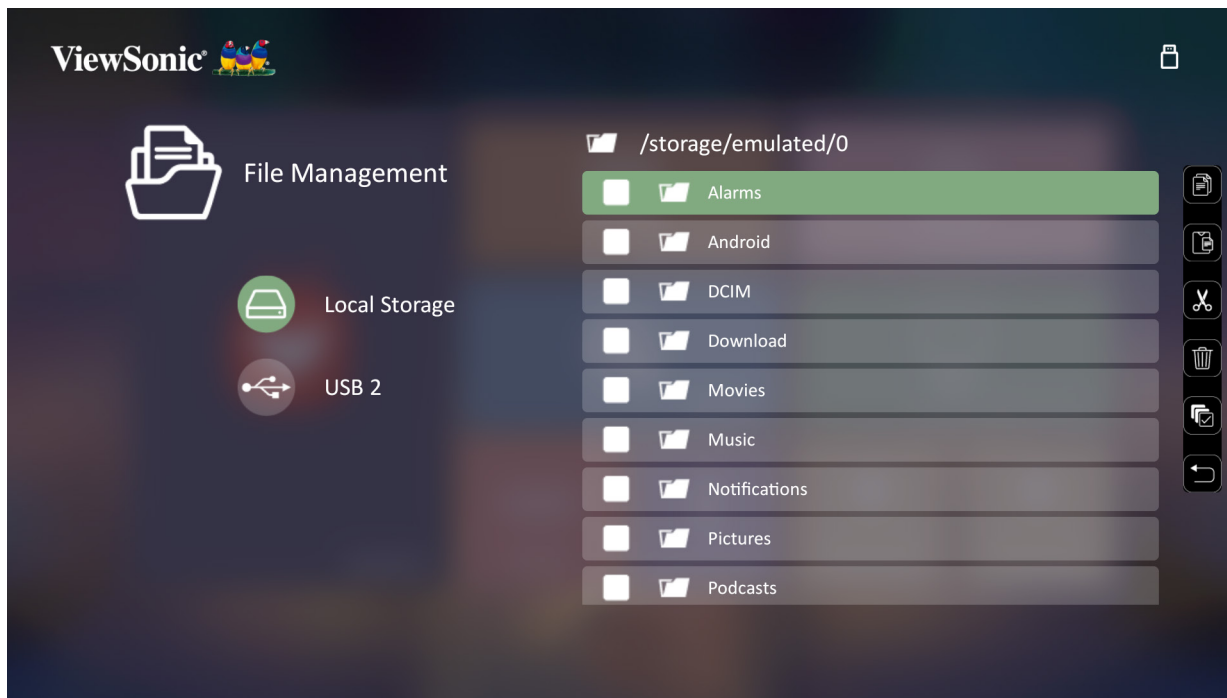 ViewSonic®
File Management
Local Storage
USB 2
/storage/emulated/0
Alarms
Android
DCIM
Download
Movies
Music
Notifications
Pictures
Podcasts